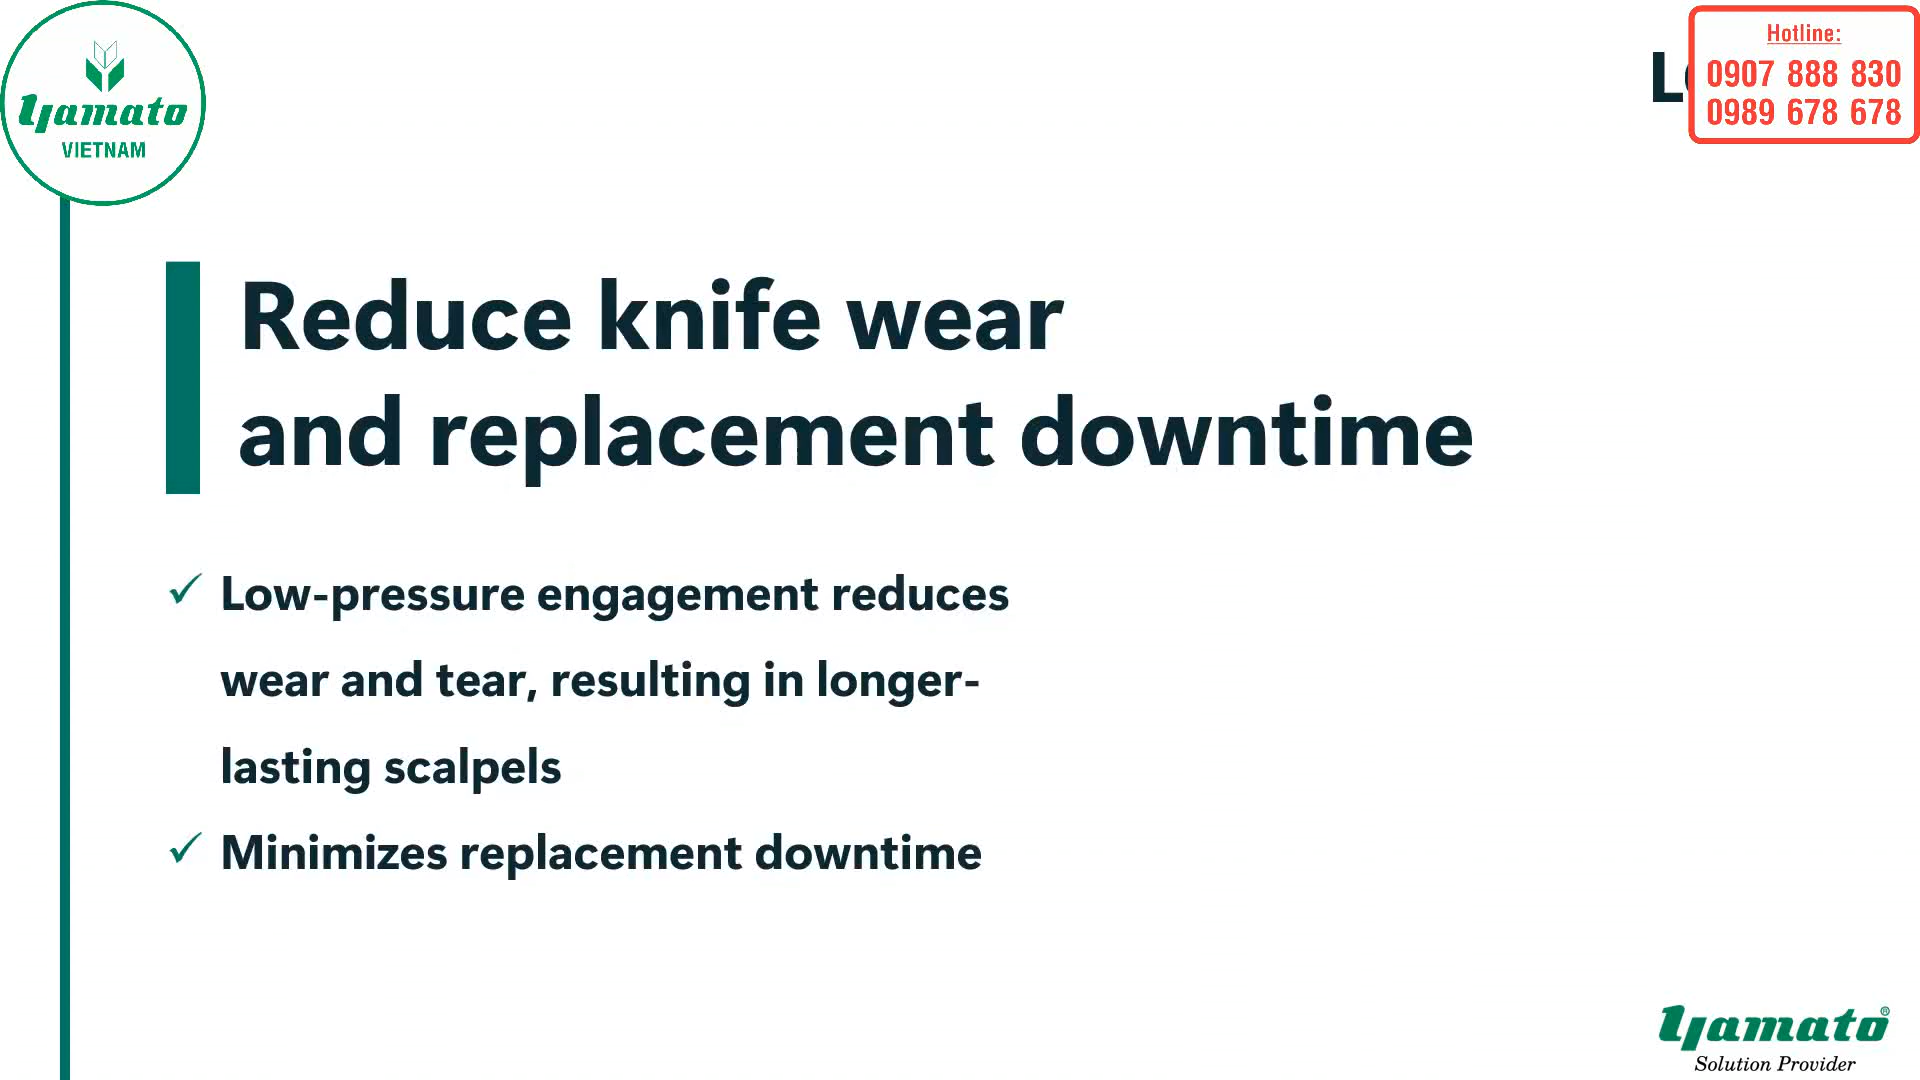 Yamato
VIETNAM
Hotline:
0907 888 830
0989 678 678
Reduce knife wear
and replacement downtime
✓ Low-pressure engagement reduces
wear and tear, resulting in longer-
lasting scalpels
✓ Minimizes replacement downtime
Yamato®
Solution Provider